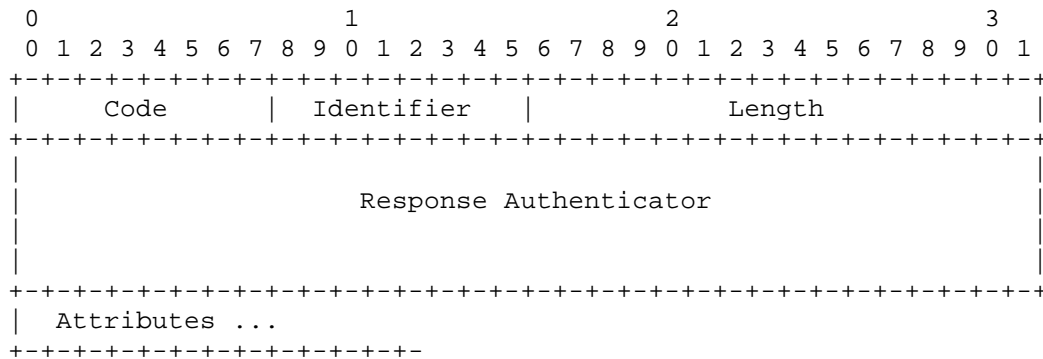 0                   1                   2                   3
 0 1 2 3 4 5 6 7 8 9 0 1 2 3 4 5 6 7 8 9 0 1 2 3 4 5 6 7 8 9 0 1
+-+-+-+-+-+-+-+-+-+-+-+-+-+-+-+-+-+-+-+-+-+-+-+-+-+-+-+-+-+-+-+-+
|     Code      |  Identifier   |            Length             |
+-+-+-+-+-+-+-+-+-+-+-+-+-+-+-+-+-+-+-+-+-+-+-+-+-+-+-+-+-+-+-+-+
|                                                               |
|                     Response Authenticator                    |
|                                                               |
|                                                               |
+-+-+-+-+-+-+-+-+-+-+-+-+-+-+-+-+-+-+-+-+-+-+-+-+-+-+-+-+-+-+-+-+
|  Attributes ...
+-+-+-+-+-+-+-+-+-+-+-+-+-